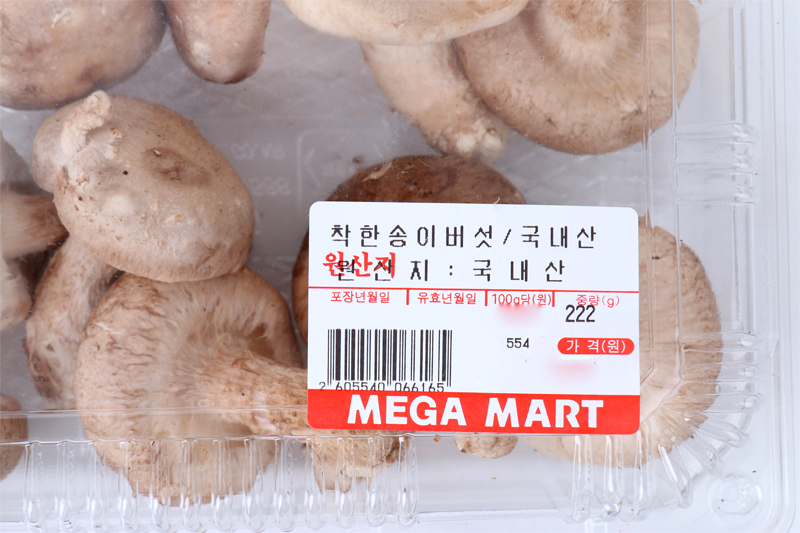 착한송이버섯/국내산
원산지 원산지 : 국내산
포장년월일 유효년월일 100g당(원) 중량(g)
222
554 가격(원)
2 605540 066165
MEGA MART